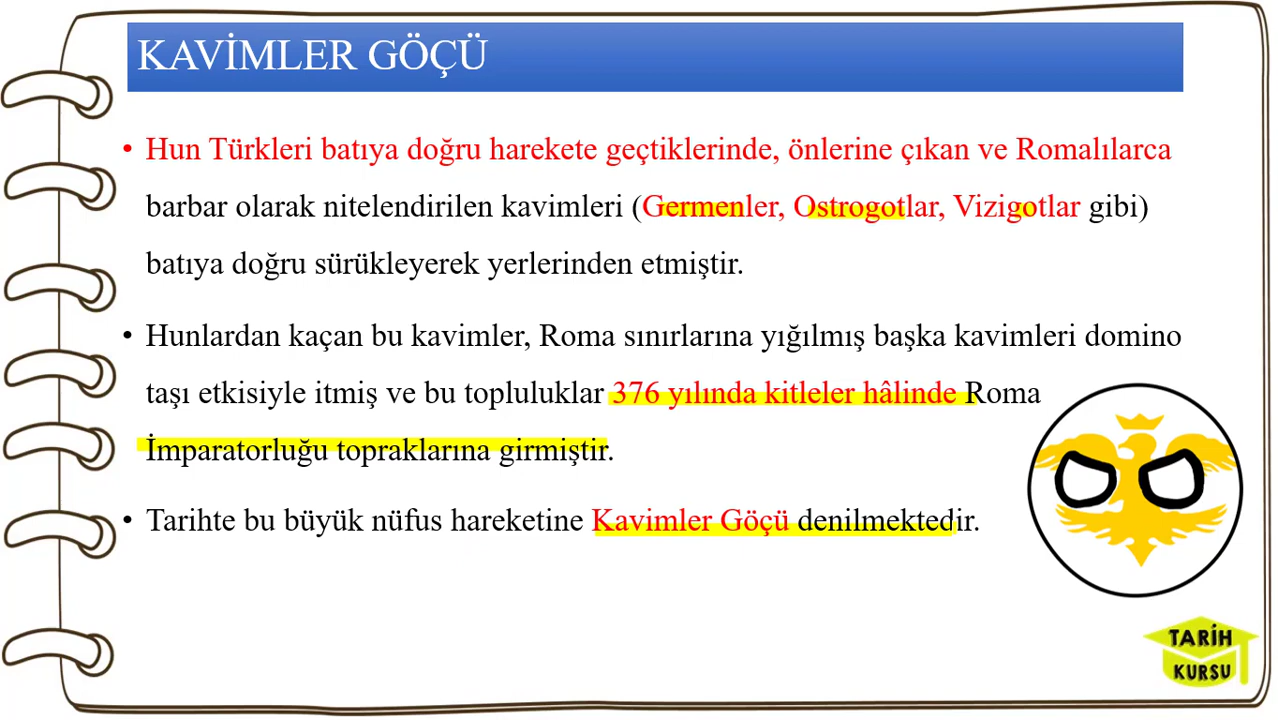 KAVİMLER GÖÇÜ
• Hun Türkleri batıya doğru harekete geçtiklerinde, önlerine çıkan ve Romalılarca
barbar olarak nitelendirilen kavimleri (Germenler, Ostrogotlar, Vizigotlar gibi)
batıya doğru sürükleyerek yerlerinden etmiştir.
• Hunlardan kaçan bu kavimler, Roma sınırlarına yığılmış başka kavimleri domino
taşı etkisiyle itmiş ve bu topluluklar 376 yılında kitleler hâlinde Roma
İmparatorluğu topraklarına girmiştir.
• Tarihte bu büyük nüfus hareketine Kavimler Göçü denilmektedir.
TARİH
KURSU